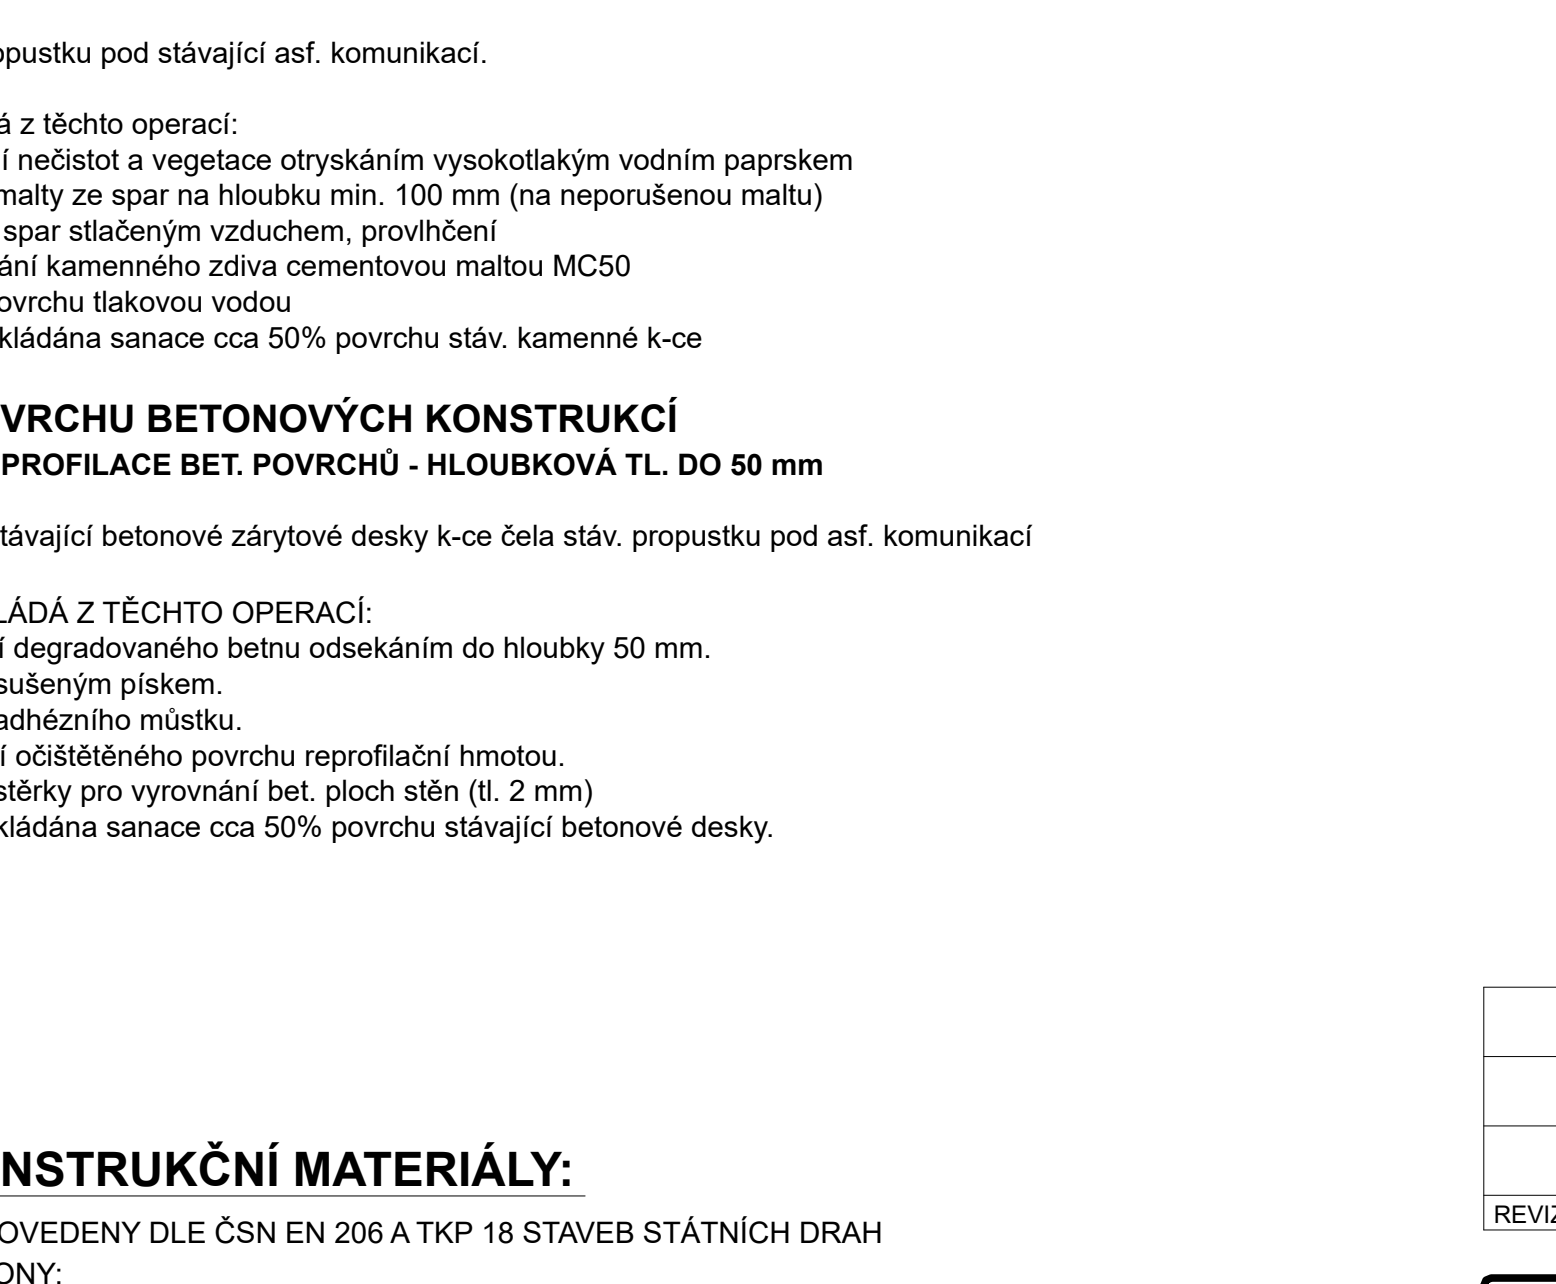 opustku pod stávající asf. komunikací.
á z těchto operací:
í nečistot a vegetace otryskáním vysokotlakým vodním paprskem
malty ze spar na hloubku min. 100 mm (na neporušenou maltu)
spar stlačeným vzduchem, provlhčení
ání kamenného zdiva cementovou maltou MC50
ovrchu tlakovou vodou
kládána sanace cca 50% povrchu stáv. kamenné k-ce
VRCHU BETONOVÝCH KONSTRUKCÍ
PROFILACE BET. POVRCHŮ - HLOUBKOVÁ TL. DO 50 mm
távající betonové zárytové desky k-ce čela stáv. propustku pod asf. komunikací
LÁDÁ Z TĚCHTO OPERACÍ:
í degradovaného betnu odsekáním do hloubky 50 mm.
sušeným pískem.
adhézního můstku.
í očištětěného povrchu reprofilační hmotou.
stěrky pro vyrovnání bet. ploch stěn (tl. 2 mm)
kládána sanace cca 50% povrchu stávající betonové desky.
NSTRUKČNÍ MATERIÁLY:
OVEDENY DLE ČSN EN 206 A TKP 18 STAVEB STÁTNÍCH DRAH
ONY:
REVIZ